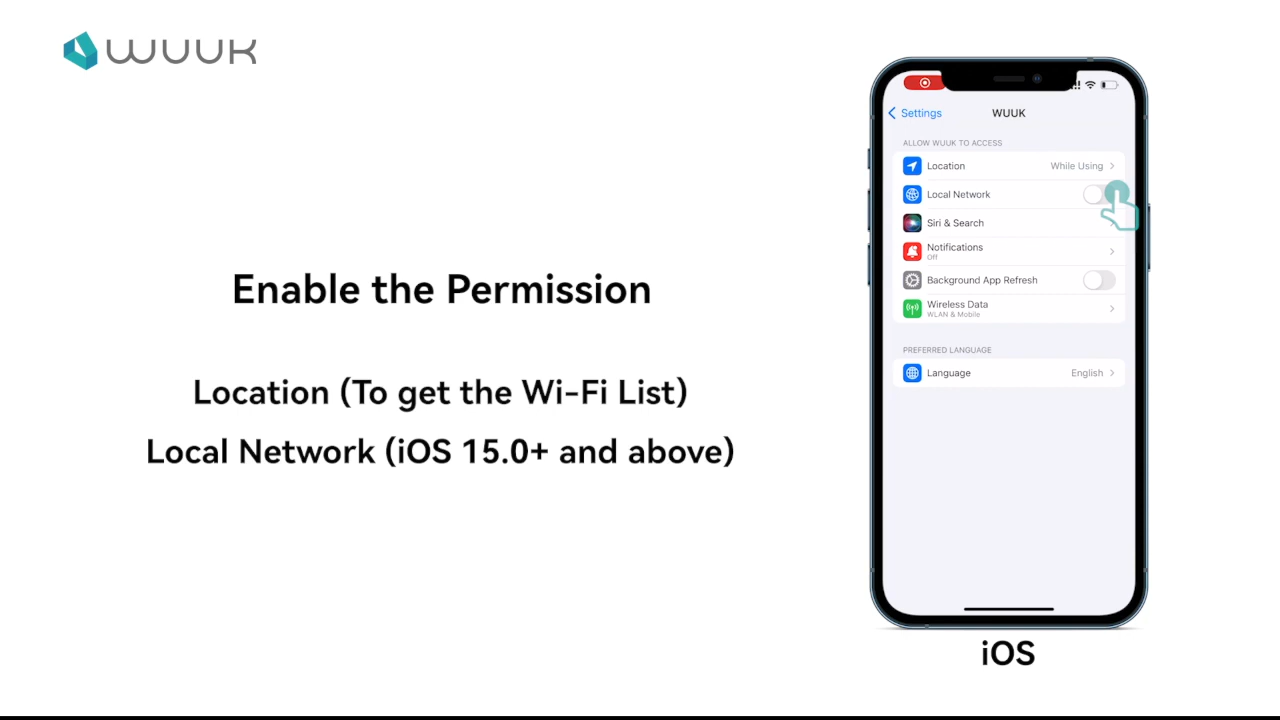 WUUK
Enable the Permission
Location (To get the Wi-Fi List)
Local Network (iOS 15.0+ and above)
Settings
WUUK
ALLOW WUUK TO ACCESS
Location While Using
Local Network
Siri & Search
Notifications
Off
Background App Refresh
Wireless Data
WLAN & Mobile
PREFERRED LANGUAGE
Language English
iOS